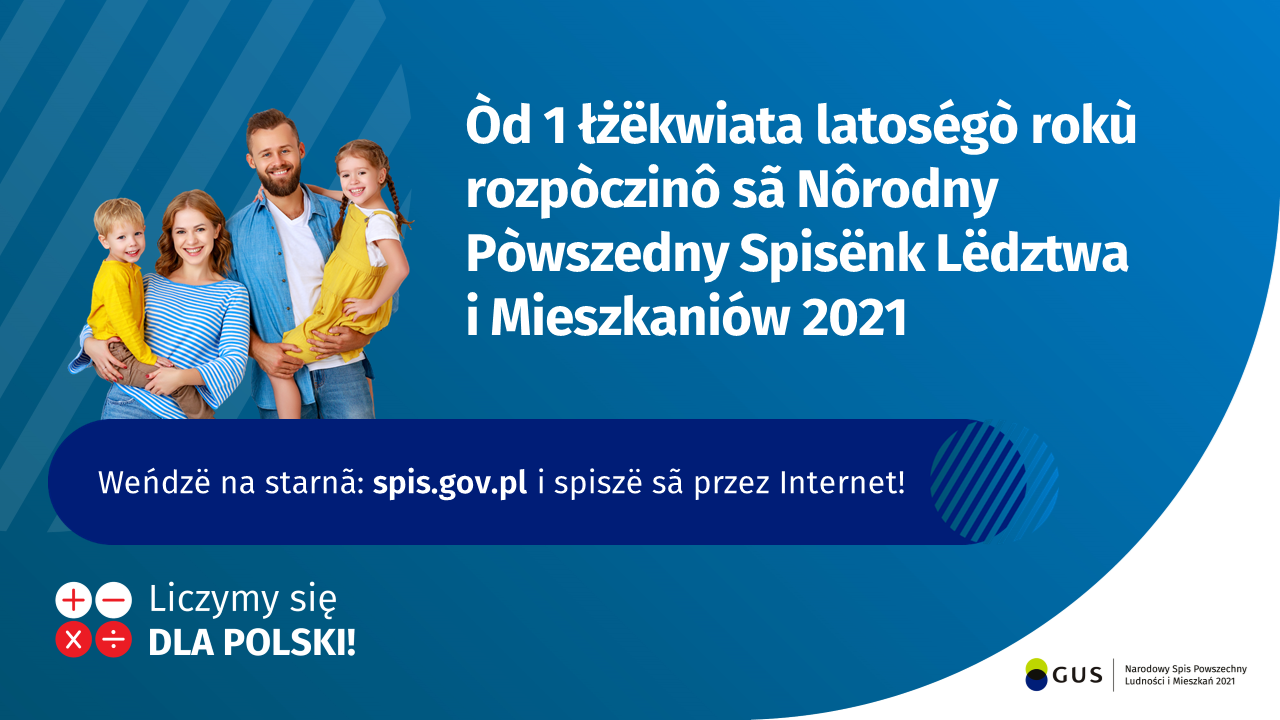 Òd 1 łżëkwiata latoségò rokù
rozpòczinô sã Nôrodny
Pòwszedny Spisënk Lëdztwa
i Mieszkaniów 2021
Weńdzë na starnã: spis.gov.pl i spiszë sã przez Internet!
Liczymy się
DLA POLSKI!
GUS
Narodowy Spis Powszechny
Ludności i Mieszkań 2021